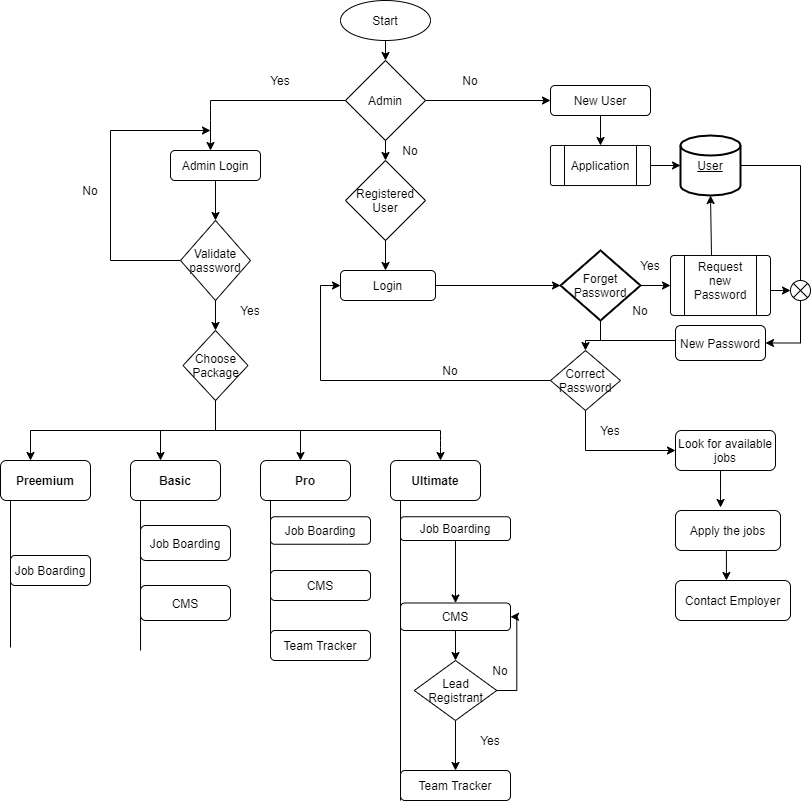 Start
Yes
No
Admin
New User
No
Admin Login
Application
User
No
Registered
User
Validate
password
Login
Forget
Password
Yes
Request
new
Password
No
Yes
New Password
Choose
Package
No
Correct
Password
Yes
Look for available
jobs
Preemium
Basic
Pro
Ultimate
Job Boarding
Job Boarding
Job Boarding
Job Boarding
Apply the jobs
CMS
CMS
CMS
Contact Employer
Team Tracker
Lead
Registrant
No
Yes
Team Tracker